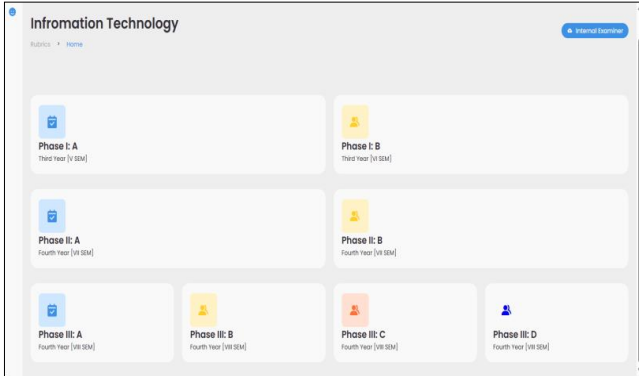 Infromation Technology
Rubrics Home
Internal Examiner
Phase I: A
Third Year [V SEM]
Phase I: B
Third Year [VI SEM]
Phase II: A
Fourth Year [VII SEM]
Phase II: B
Fourth Year [VII SEM]
Phase III: A
Fourth Year [VIII SEM]
Phase III: B
Fourth Year [VIII SEM]
Phase III: C
Fourth Year [VIII SEM]
Phase III: D
Fourth Year [VIII SEM]